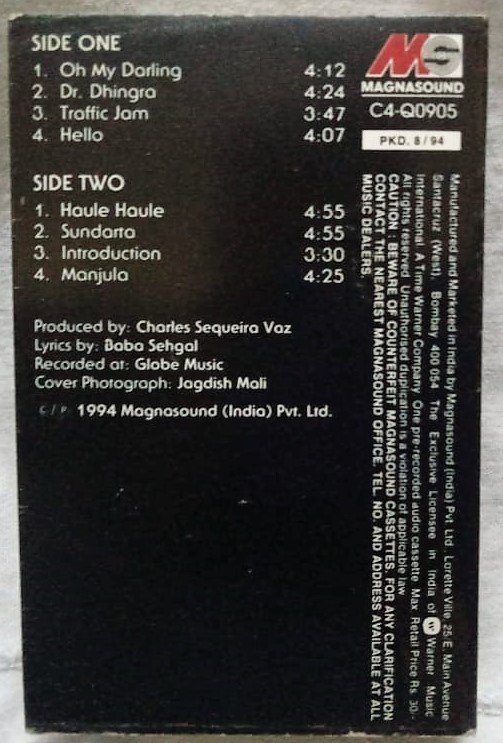 SIDE ONE
1. Oh My Darling 4:12
2. Dr. Dhingra 4:24
3. Traffic Jam 3:47
4. Hello 4:07
SIDE TWO
1. Haule Haule 4:55
2. Sundarta 4:55
3. Introduction 3:30
4. Manjula 4:25
Produced by: Charles Sequeira Vaz
Lyrics by: Baba Sehgal
Recorded at: Globe Music
Cover Photograph: Jagdish Mali
C / P 1994 Magnasound (India) Pvt. Ltd.
MS
MAGNASOUND
C4-Q0905
PKD. 8/94
Manufactured and Marketed in India by Magnasound (India) Pvt Ltd., Lorette Ville, 25/E, Main Avenue
Santacruz (West), Bombay 400 054 The Exclusive Licensee in India of Warner Music
International. A Time Warner Company. One pre-recorded audio cassette Max. Retail Price Rs. 30/-
All rights reserved. Unauthorised duplication is a violation of applicable law
CAUTION : BEWARE OF COUNTERFEIT MAGNASOUND CASSETTES. FOR ANY CLARIFICATION
CONTACT THE NEAREST MAGNASOUND OFFICE. TEL. NO. AND ADDRESS AVAILABLE AT ALL
MUSIC DEALERS.